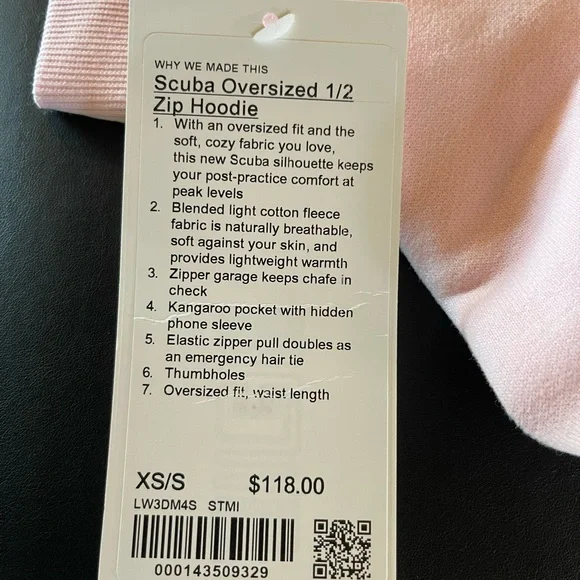 WHY WE MADE THIS
Scuba Oversized 1/2
Zip Hoodie
1. With an oversized fit and the
soft, cozy fabric you love,
this new Scuba silhouette keeps
your post-practice comfort at
peak levels
2. Blended light cotton fleece
fabric is naturally breathable,
soft against your skin, and
provides lightweight warmth
3. Zipper garage keeps chafe in
check
4. Kangaroo pocket with hidden
phone sleeve
5. Elastic zipper pull doubles as
an emergency hair tie
6. Thumbholes
7. Oversized fit, waist length
XS/S $118.00
LW3DM4S STMI
000143509329